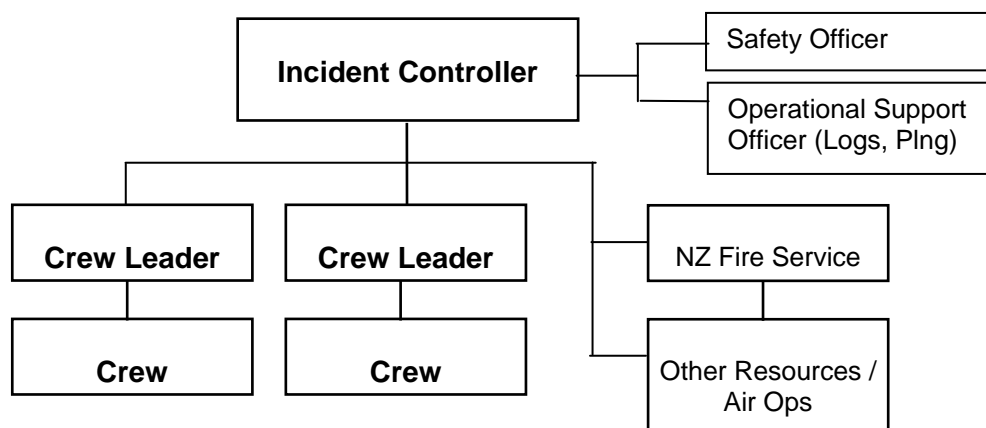 Incident Controller
Safety Officer
Operational Support
Officer (Logs, Plng)
Crew Leader
Crew Leader
NZ Fire Service
Crew
Crew
Other Resources /
Air Ops